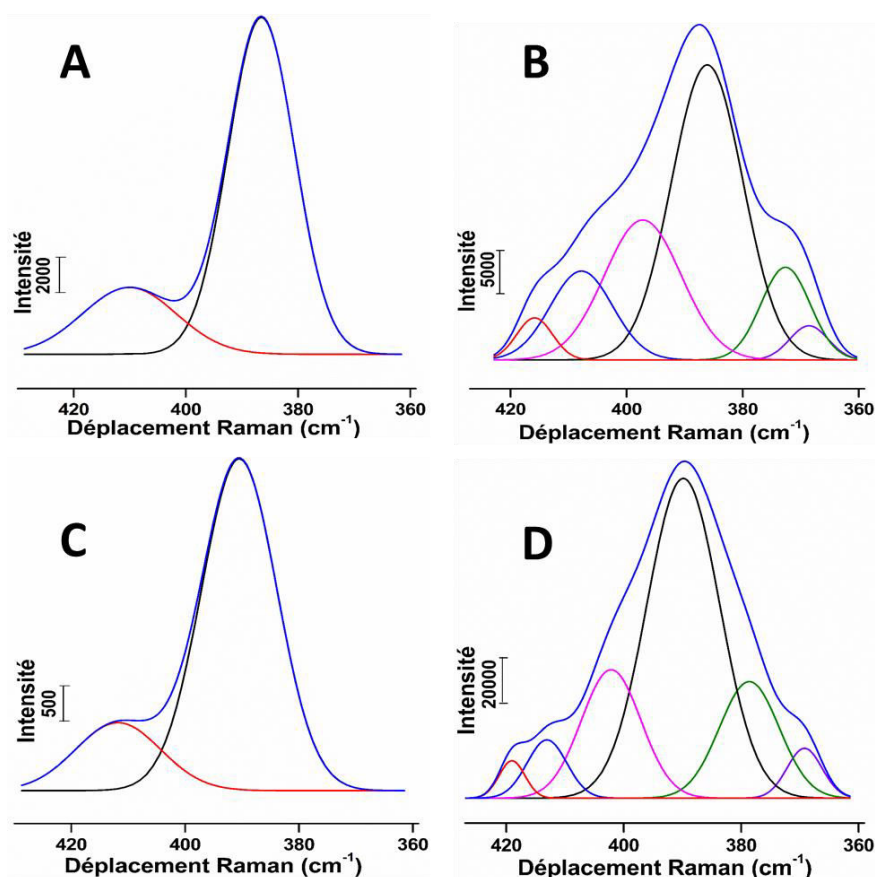 A
Intensité
2000
420 400 380 360
Déplacement Raman (cm-1)
B
Intensité
5000
420 400 380 360
Déplacement Raman (cm-1)
C
Intensité
500
420 400 380 360
Déplacement Raman (cm-1)
D
Intensité
20000
420 400 380 360
Déplacement Raman (cm-1)